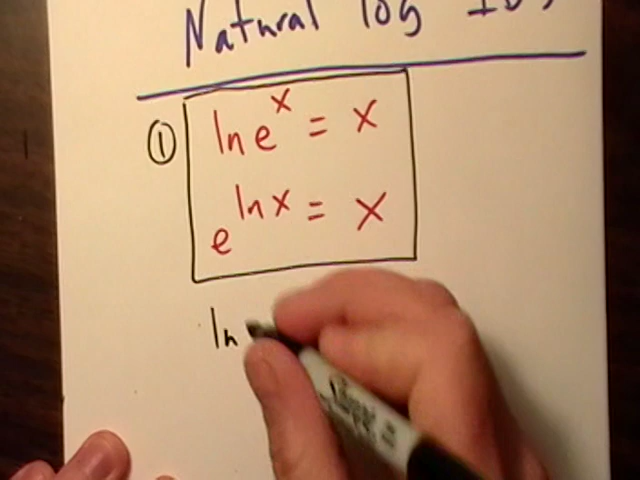 Natural log
① ln e^x = x
e^(ln x) = x
ln